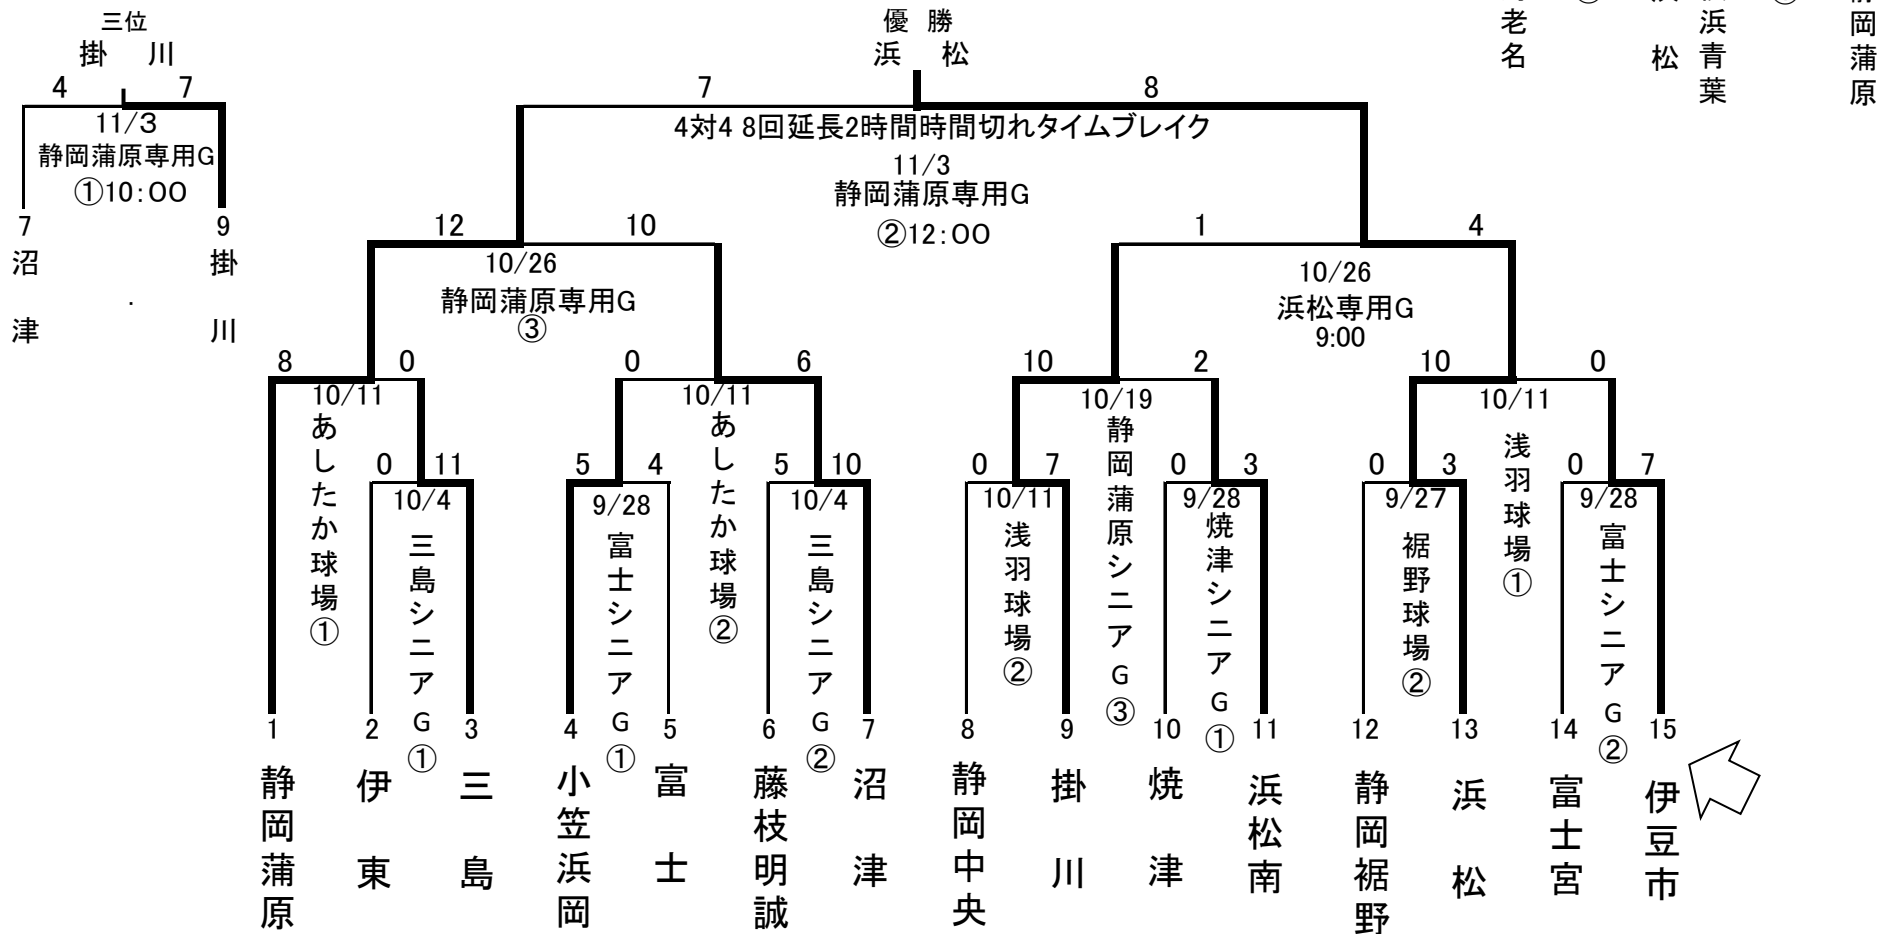 三位
掛川
4 7
11/3
静岡蒲原専用G
①10:00
7 9
沼津
掛川
優勝
浜松
7 8
4対4 8回延長2時間時間切れタイムブレイク
11/3
静岡蒲原専用G
②12:00
老名
松
浜青葉
岡蒲原
12 10
10/26
静岡蒲原専用G
③
1 4
10/26
浜松専用G
9:00
8 0
10/11
あしたか球場①
0 6
10/11
あしたか球場②
10 2
10/19
静岡蒲原シニアG③
10 0
10/11
浅羽球場①
0 11
10/4
三島シニアG①
5 4
9/28
富士シニアG①
5 10
10/4
三島シニアG②
0 7
10/11
浅羽球場②
0 3
9/28
焼津シニアG①
0 3
9/27
裾野球場②
0 7
9/28
富士シニアG②
1 2 3 4 5 6 7 8 9 10 11 12 13 14 15
静岡蒲原
伊東
三島
小笠浜岡
富士
藤枝明誠
沼津
静岡中央
掛川
焼津
浜松南
静岡裾野
浜松
富士宮
伊豆市